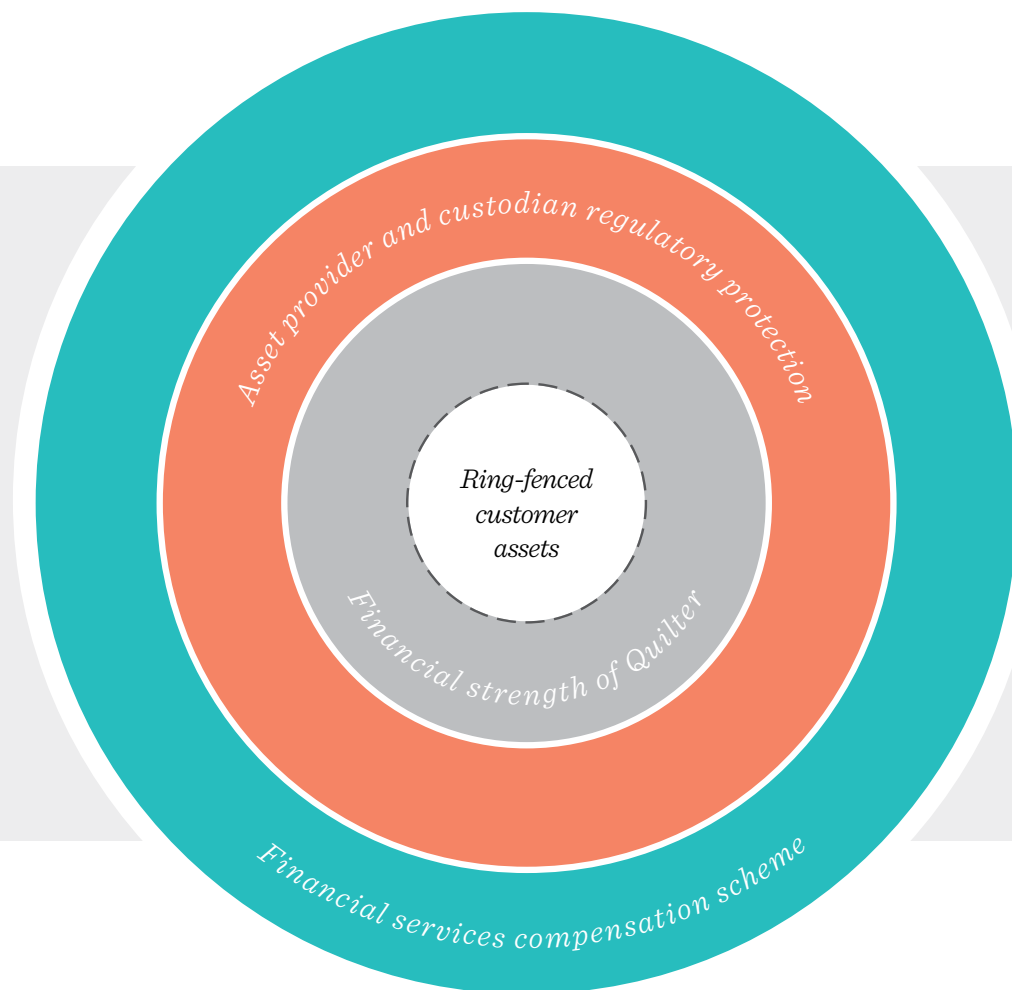 Asset provider and custodian regulatory protection
Ring-fenced
customer
assets
Financial strength of Quilter
Financial services compensation scheme